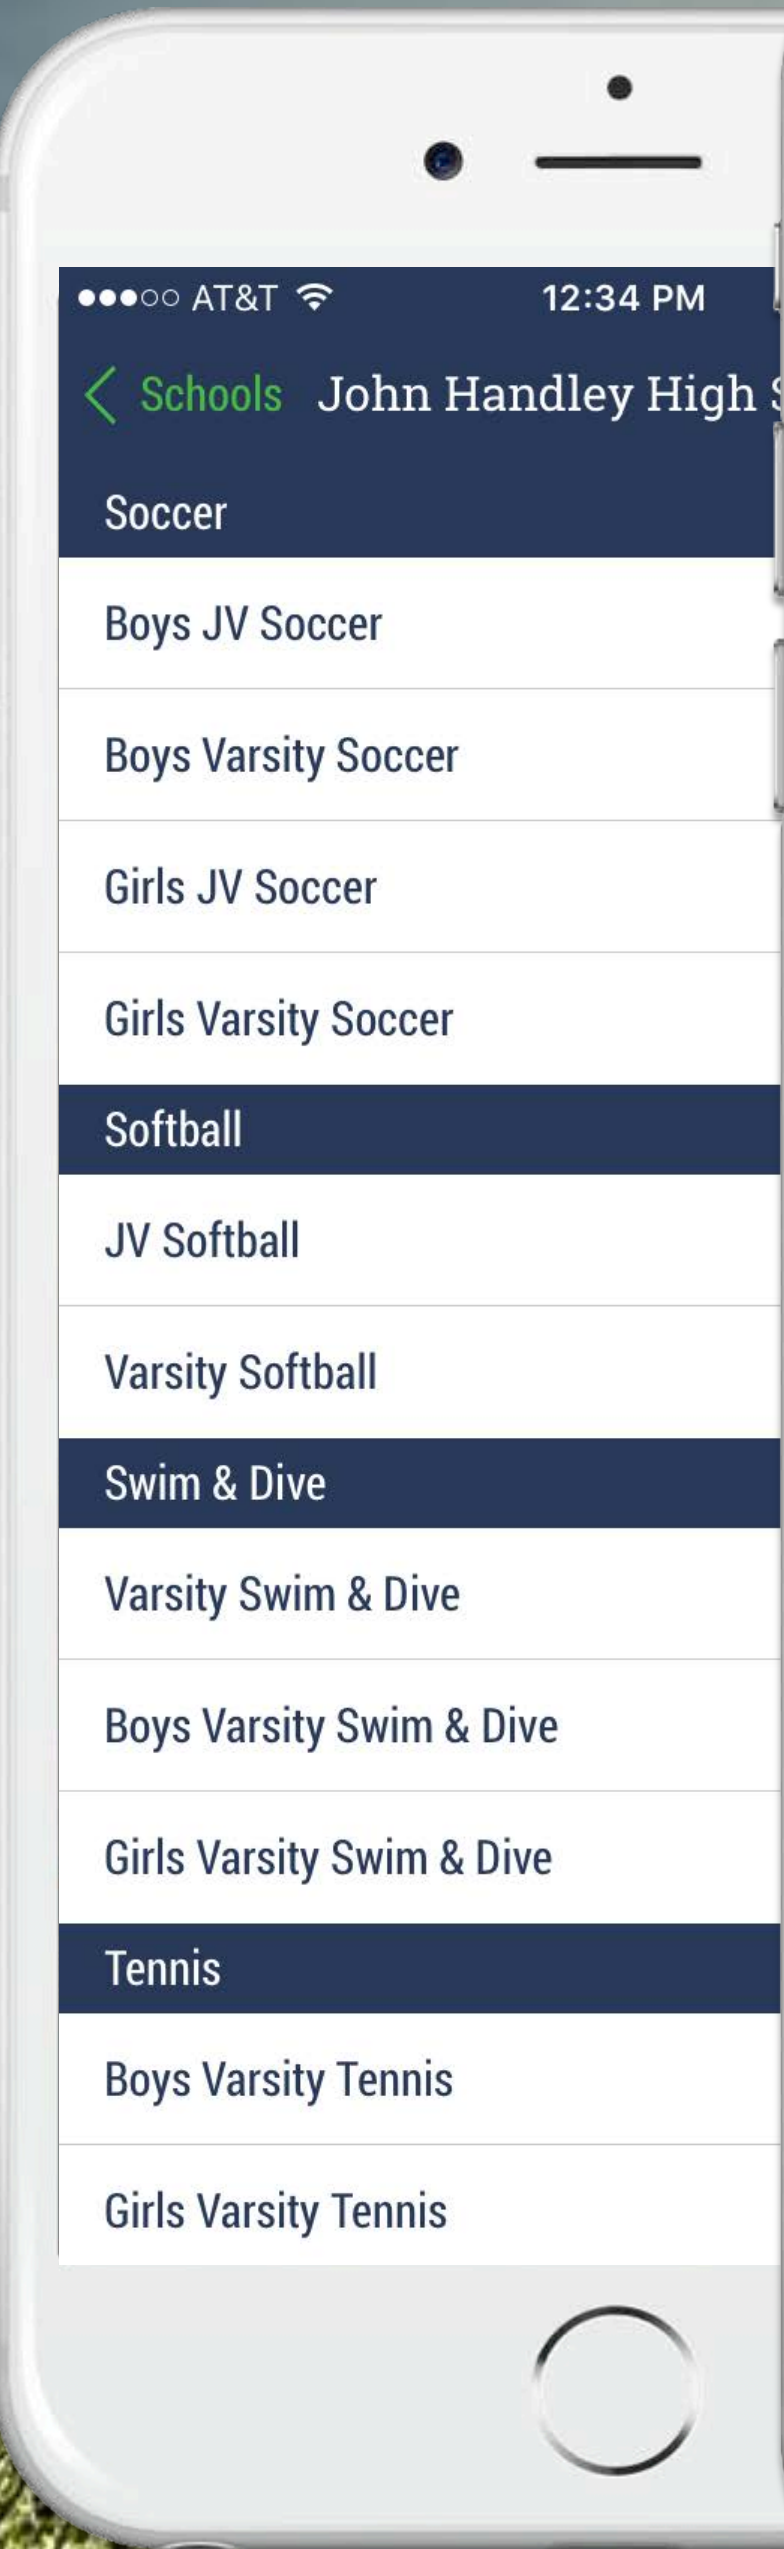 AT&T 12:34 PM
Schools John Handley High
Soccer
Boys JV Soccer
Boys Varsity Soccer
Girls JV Soccer
Girls Varsity Soccer
Softball
JV Softball
Varsity Softball
Swim & Dive
Varsity Swim & Dive
Boys Varsity Swim & Dive
Girls Varsity Swim & Dive
Tennis
Boys Varsity Tennis
Girls Varsity Tennis